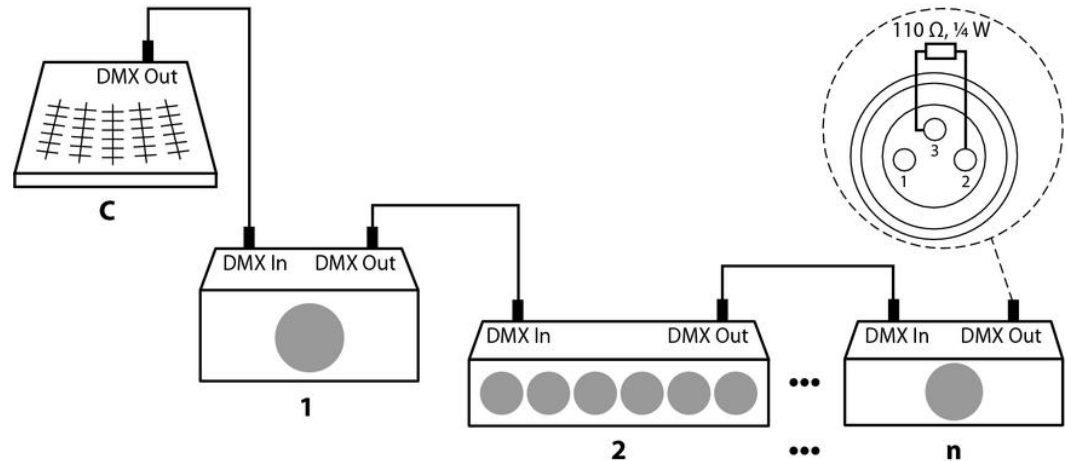 110 Ω, ¼ W
DMX Out
3
1
2
C
DMX In
DMX Out
1
DMX In
DMX Out
•••
DMX In
DMX Out
2
•••
n